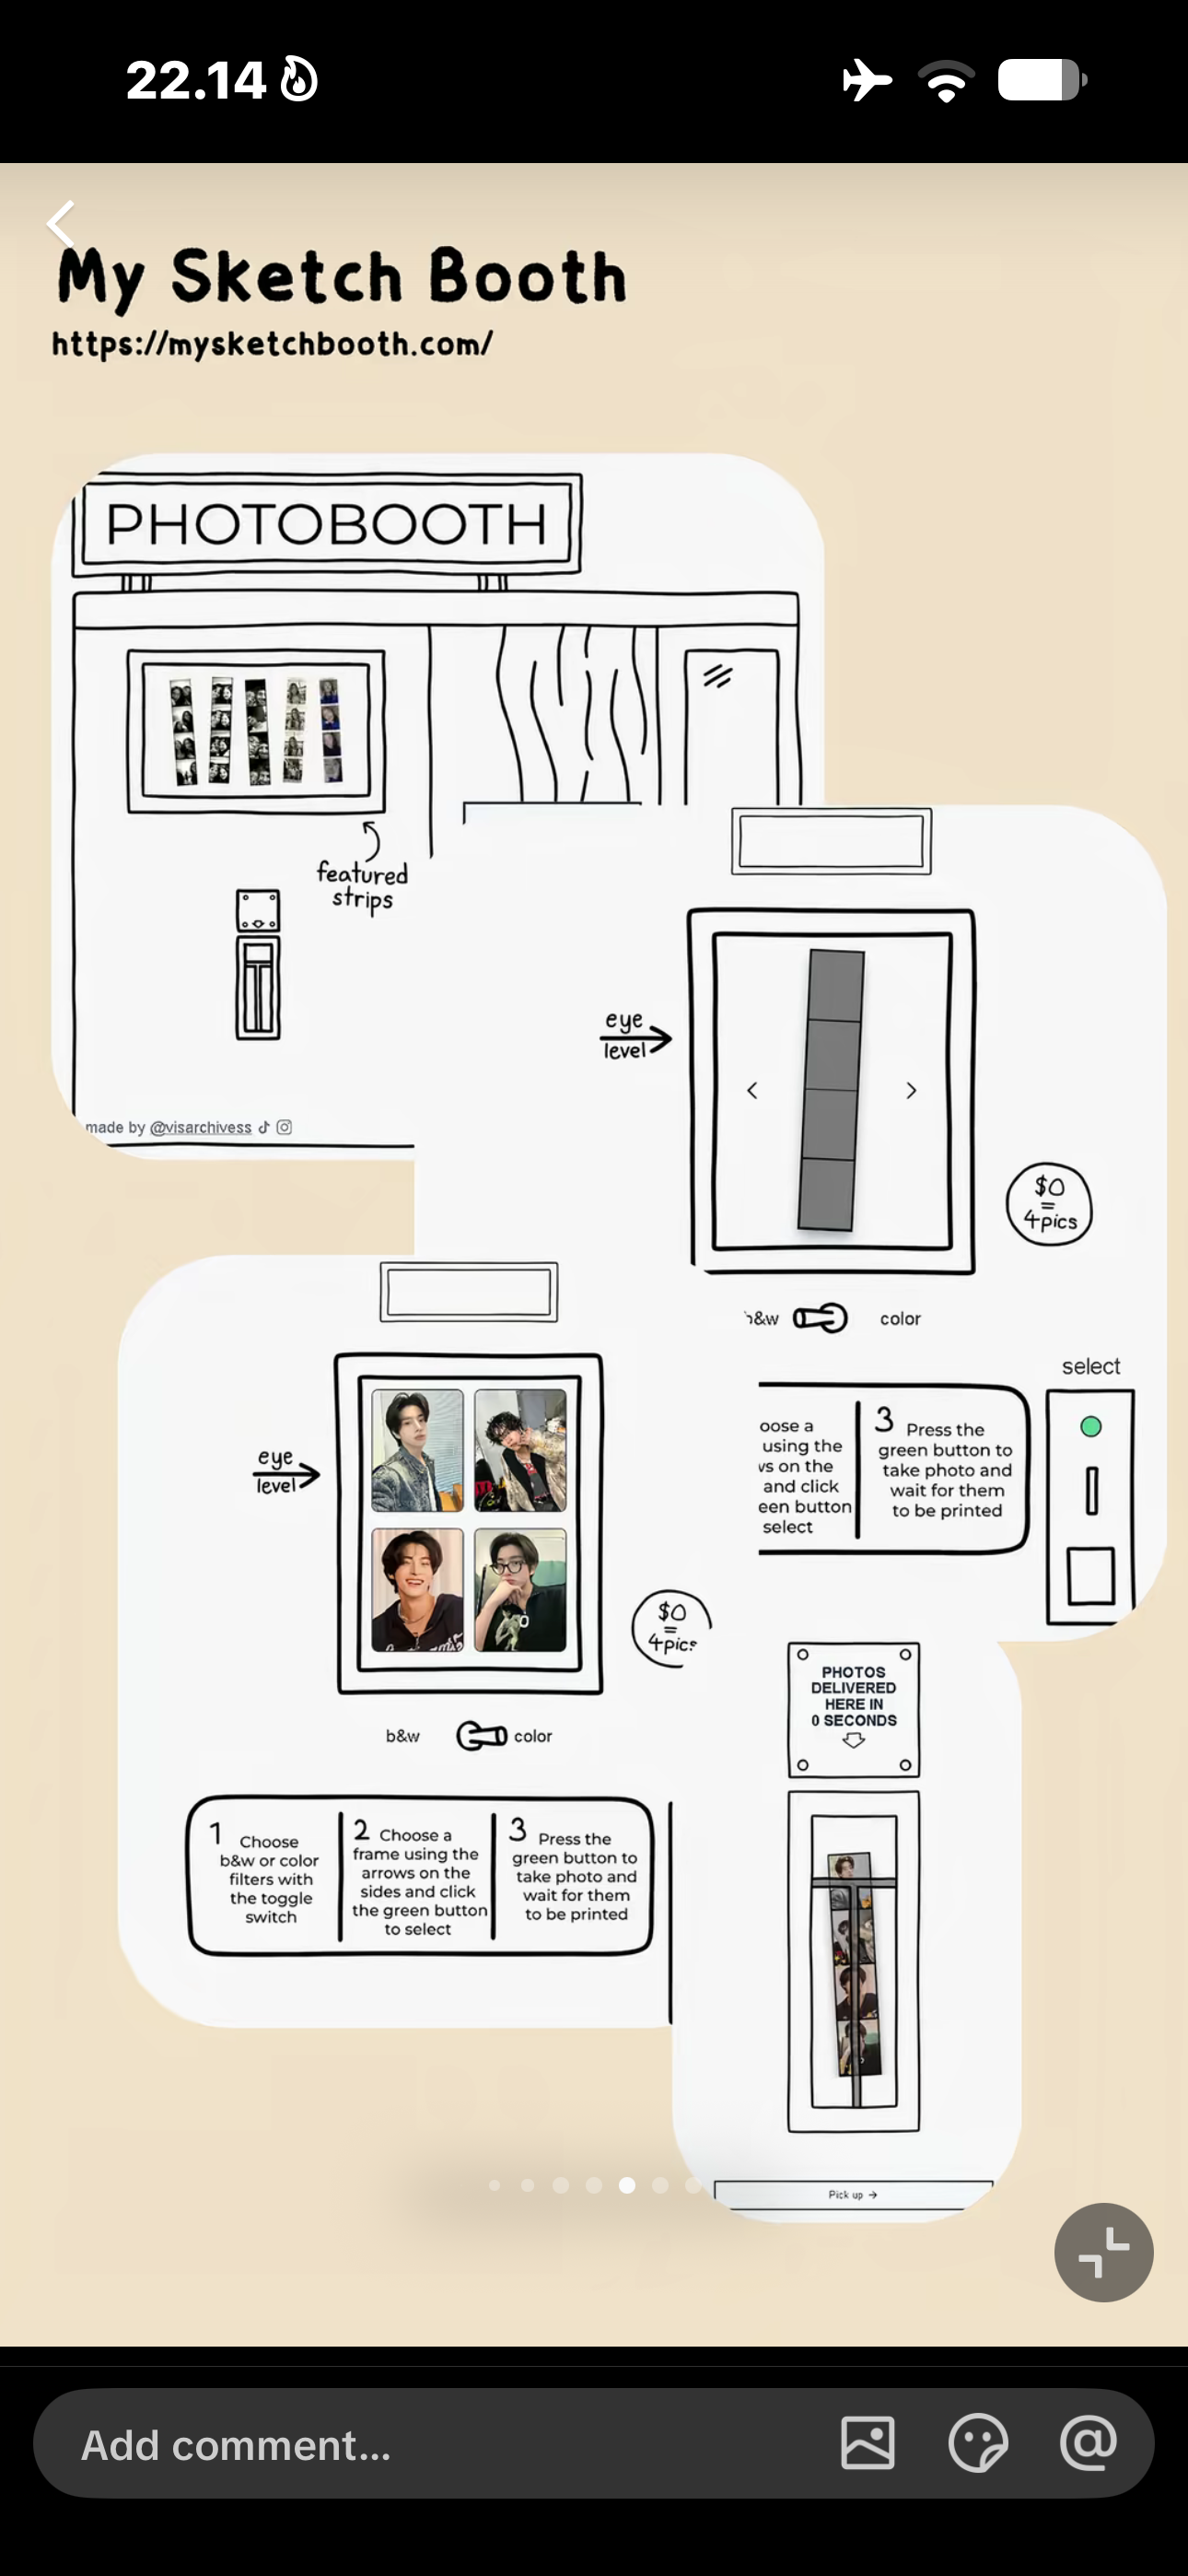 22.14
My Sketch Booth
https://mysketchbooth.com/
PHOTOBOOTH
featured
strips
made by @visarchivess
eye
level
<
>
$0
=
4pics
b&w
color
select
oose a
using the
ws on the
and click
een button
select
3 Press the
green button to
take photo and
wait for them
to be printed
eye
level
$0
=
4pics
b&w
color
1 Choose
b&w or color
filters with
the toggle
switch
2 Choose a
frame using the
arrows on the
sides and click
the green button
to select
3 Press the
green button to
take photo and
wait for them
to be printed
PHOTOS
DELIVERED
HERE IN
0 SECONDS
Pick up →
Add comment...